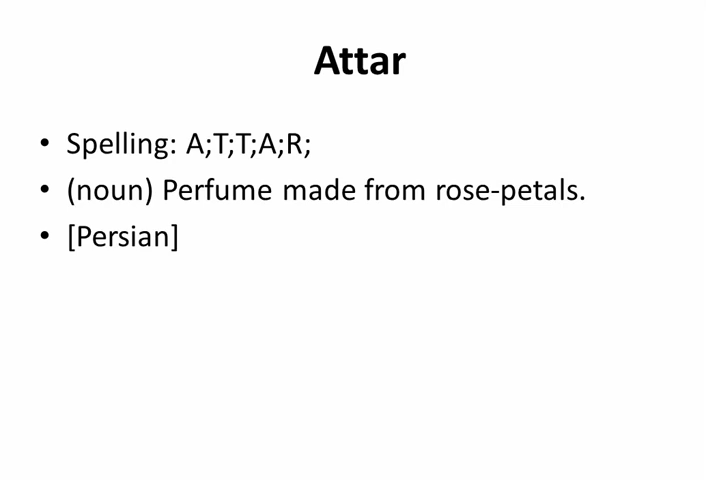 Attar
• Spelling: A;T;T;A;R;
• (noun) Perfume made from rose-petals.
• [Persian]